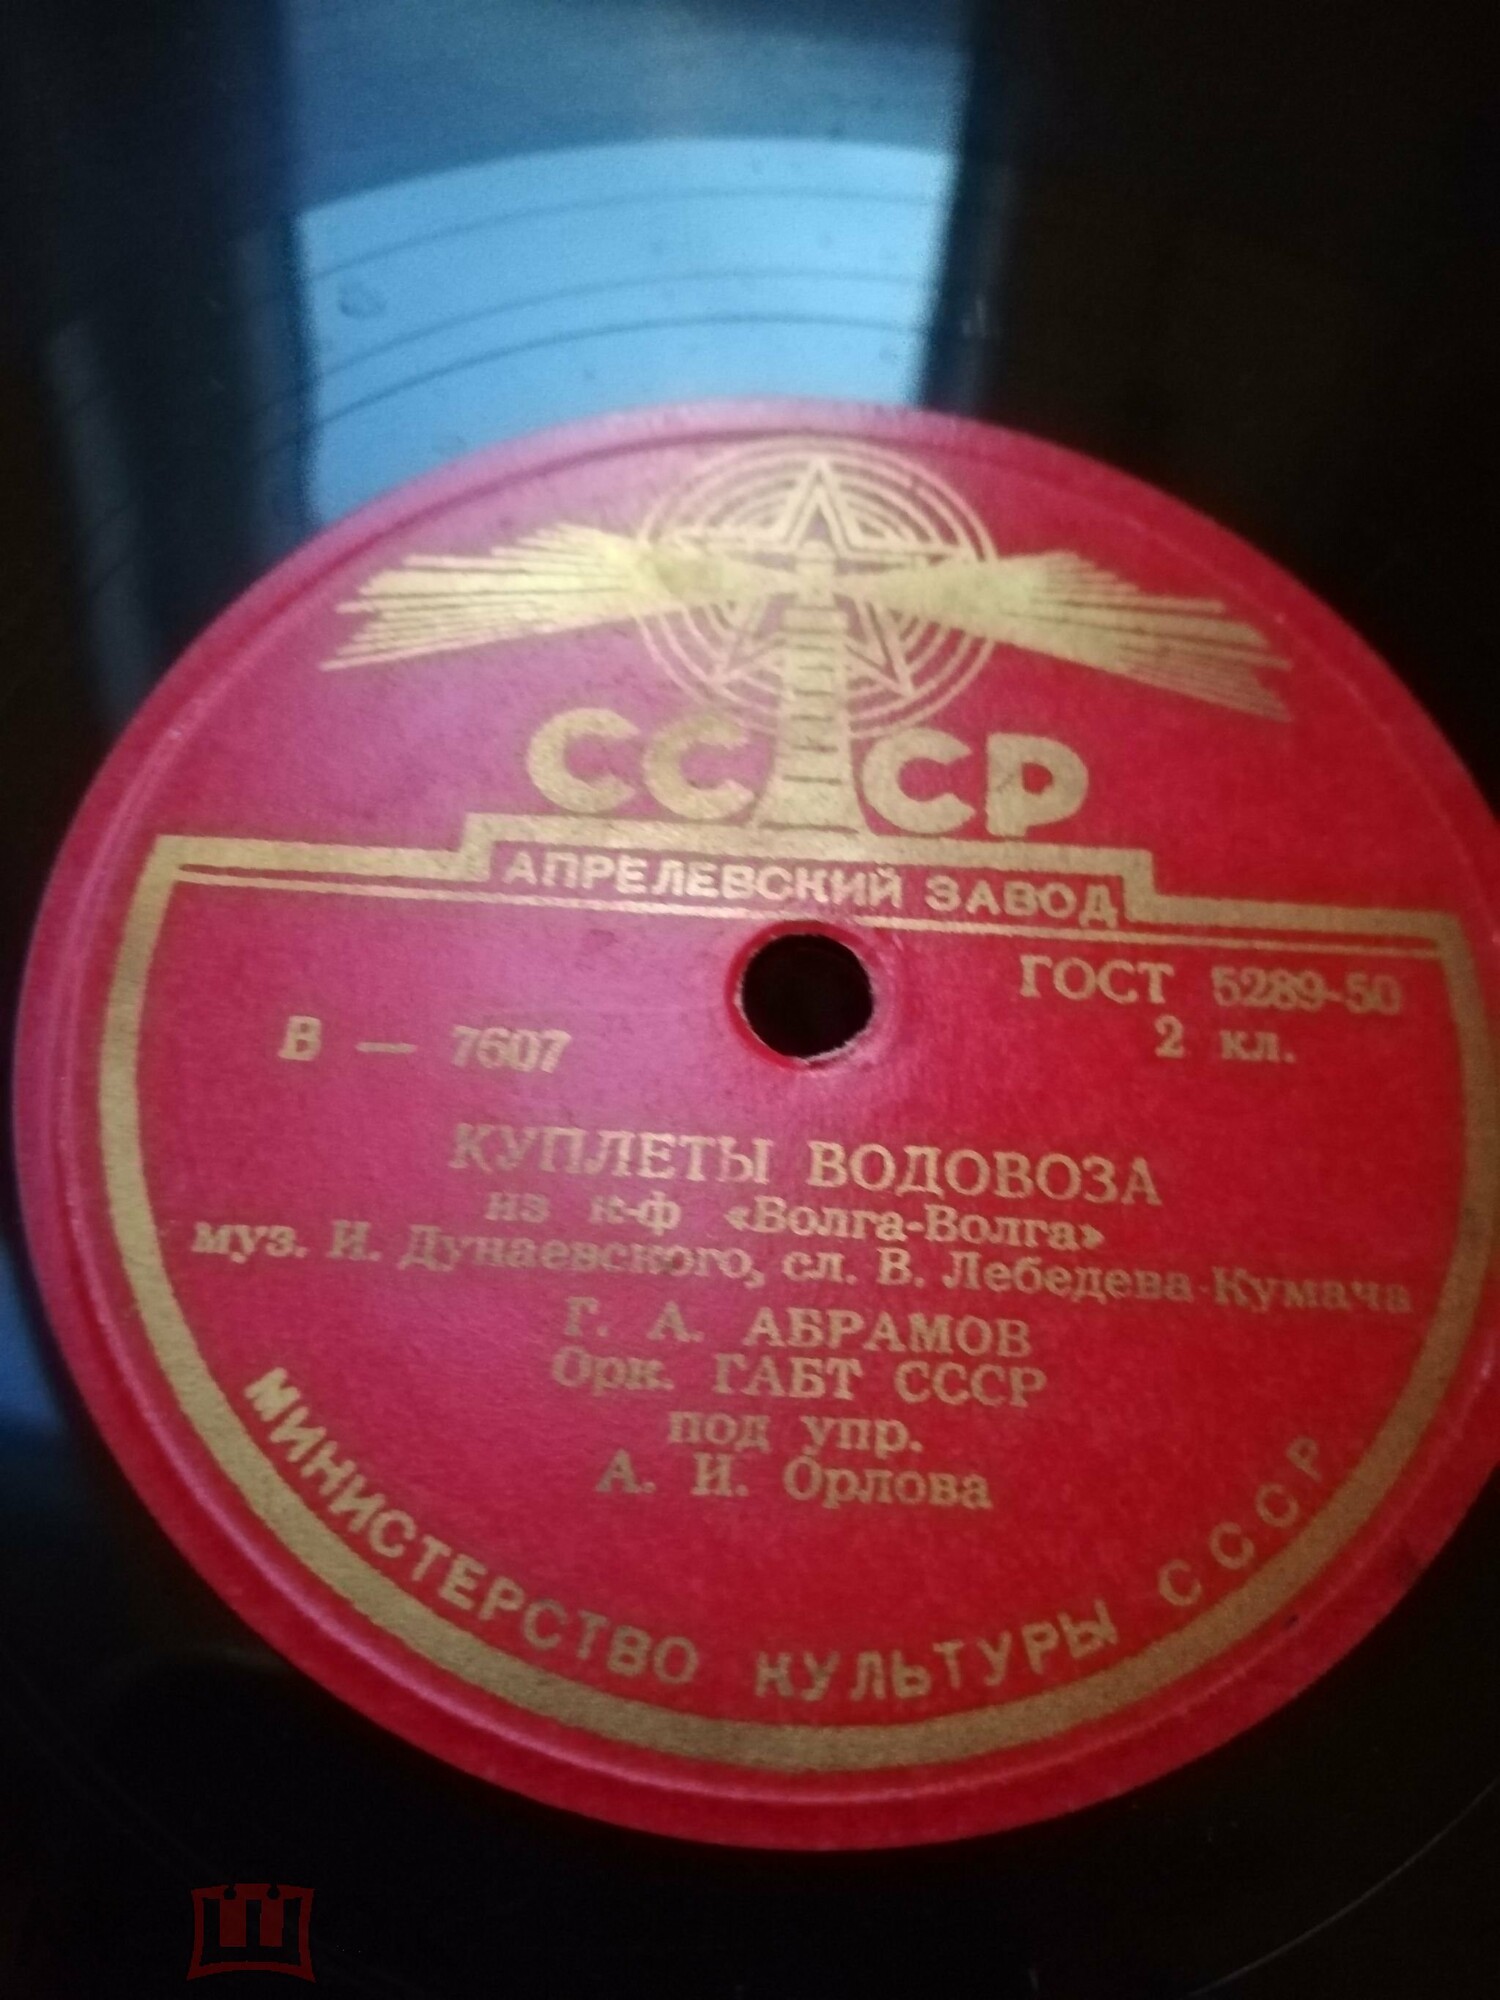 СССР
АПРЕЛЕВСКИЙ ЗАВОД
ГОСТ 5289-50
В — 7607
2 кл.
КУПЛЕТЫ ВОДОВОЗА
из к-ф «Волга-Волга»
муз. И. Дунаевского, сл. В. Лебедева-Кумача
Г. А. АБРАМОВ
Орк. ГАБТ СССР
под упр.
А. И. Орлова
МИНИСТЕРСТВО КУЛЬТУРЫ СССР